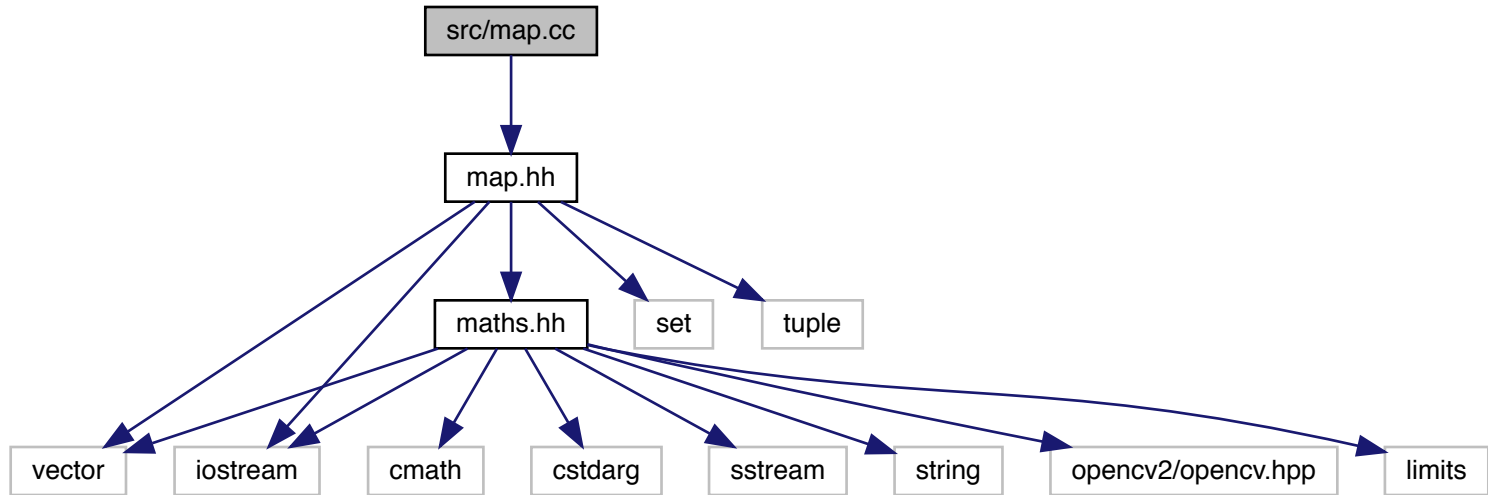 src/map.cc
map.hh
maths.hh
set
tuple
vector
iostream
cmath
cstdarg
sstream
string
opencv2/opencv.hpp
limits